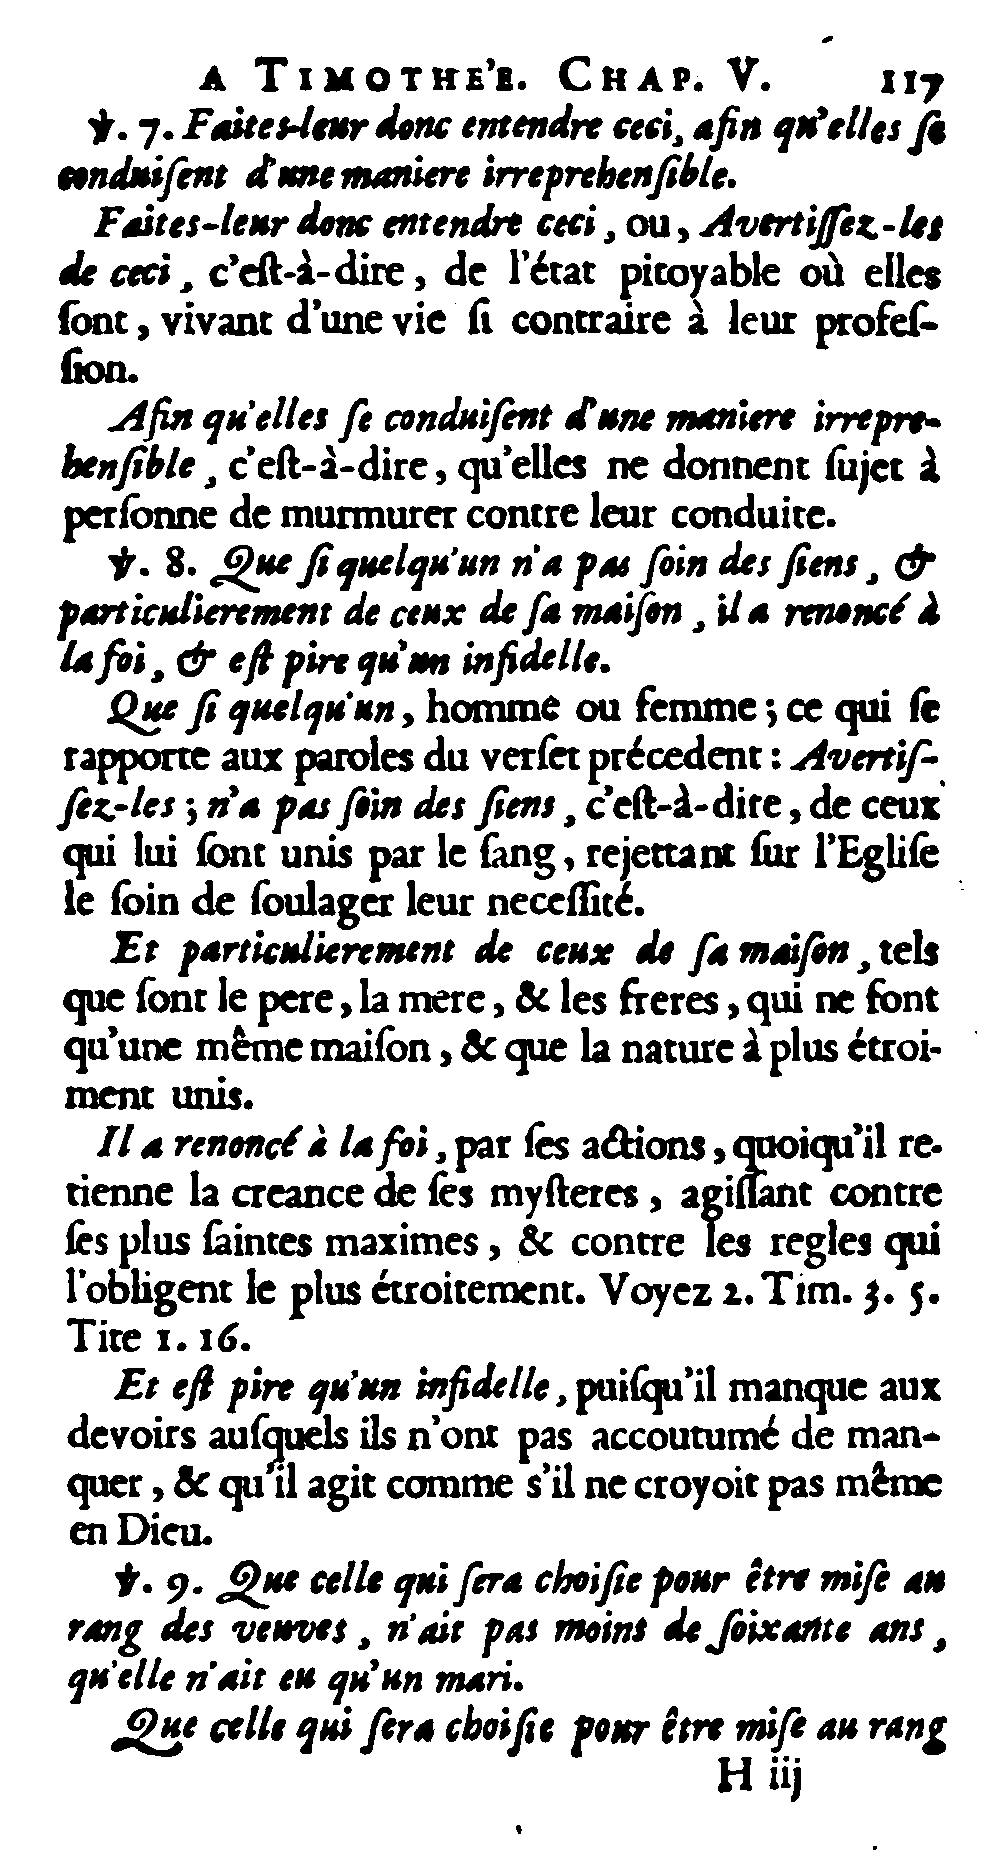 A TIMOTHE'E. CHAP. V. 117
℣. 7. Faites-leur donc entendre ceci, afin qu'elles ſe
conduiſent d'une maniere irreprehenſible.
Faites-leur donc entendre ceci, ou, Avertiſſez-les
de ceci, c'eſt-à-dire, de l'état pitoyable où elles
ſont, vivant d'une vie ſi contraire à leur profeſ-
ſion.
Afin qu'elles ſe conduiſent d'une maniere irrepre-
henſible, c'eſt-à-dire, qu'elles ne donnent ſujet à
perſonne de murmurer contre leur conduite.
℣. 8. Que ſi quelqu'un n'a pas ſoin des ſiens, &
particulierement de ceux de ſa maiſon, il a renoncé à
la foi, & eſt pire qu'un infidelle.
Que ſi quelqu'un, homme ou femme; ce qui ſe
rapporte aux paroles du verſet précedent: Avertiſ-
ſez-les; n'a pas ſoin des ſiens, c'eſt-à-dire, de ceux
qui lui ſont unis par le ſang, rejettant ſur l'Egliſe
le ſoin de ſoulager leur neceſſité.
Et particulierement de ceux de ſa maiſon, tels
que ſont le pere, la mere, & les freres, qui ne font
qu'une même maiſon, & que la nature à plus étroi-
ment unis.
Il a renoncé à la foi, par ſes actions, quoiqu'il re-
tienne la creance de ſes myſteres, agiſſant contre
ſes plus ſaintes maximes, & contre les regles qui
l'obligent le plus étroitement. Voyez 2. Tim. 3. 5.
Tite 1. 16.
Et eſt pire qu'un infidelle, puiſqu'il manque aux
devoirs auſquels ils n'ont pas accoutumé de man-
quer, & qu'il agit comme s'il ne croyoit pas même
en Dieu.
℣. 9. Que celle qui ſera choiſie pour être miſe au
rang des veuves, n'ait pas moins de ſoixante ans,
qu'elle n'ait eu qu'un mari.
Que celle qui ſera choiſie pour être miſe au rang
H iij